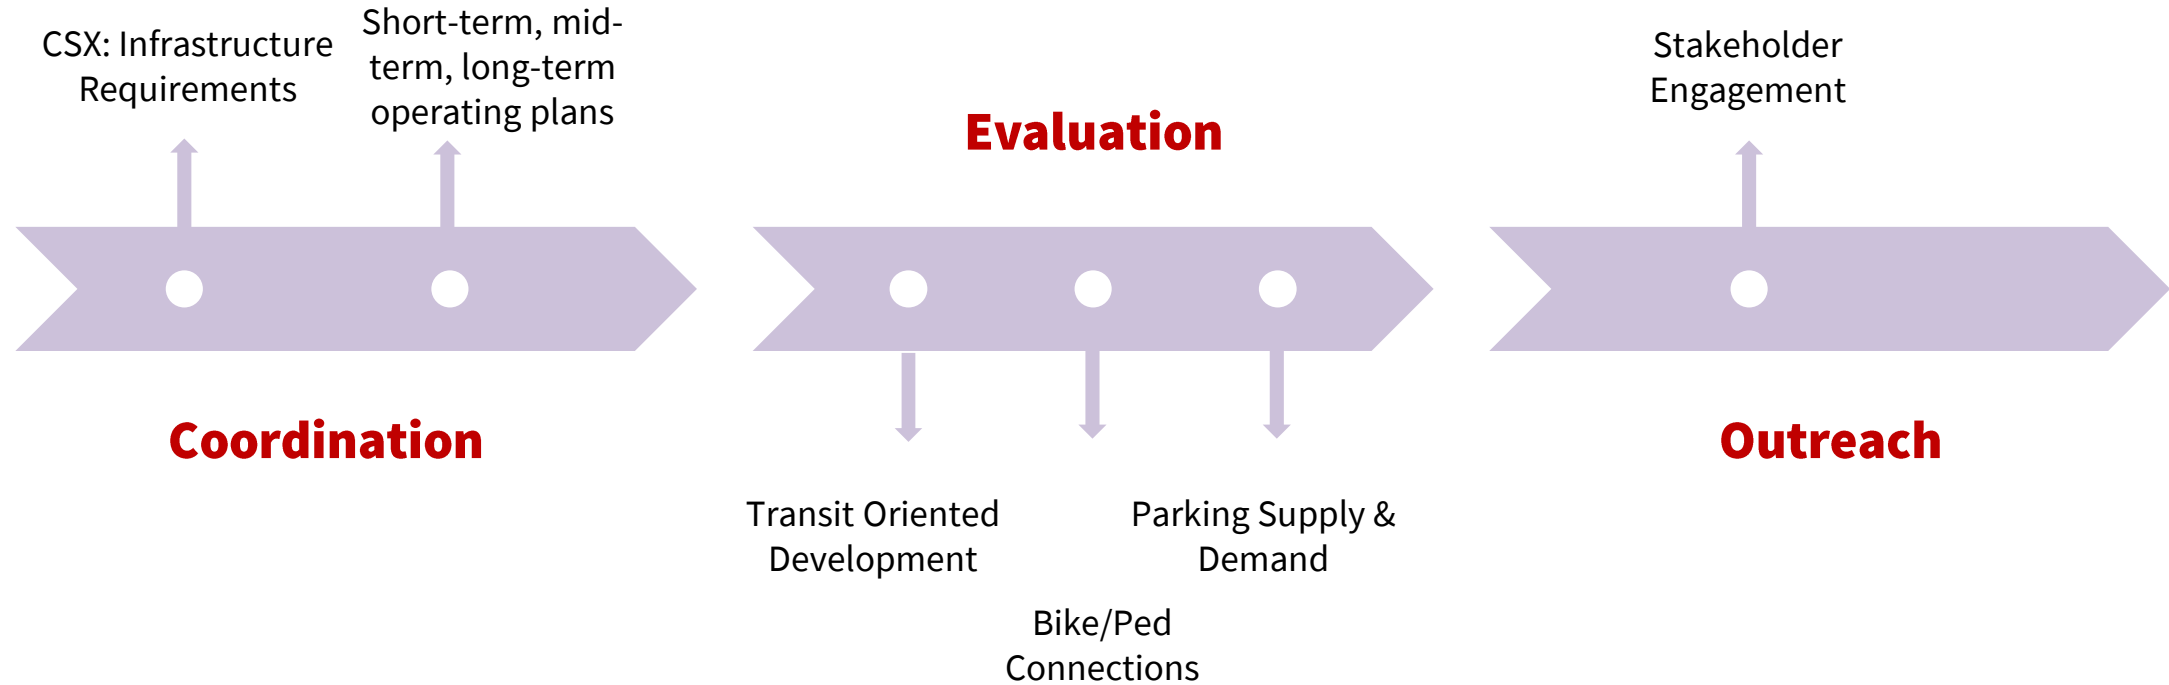 CSX: Infrastructure
Requirements
Short-term, mid-
term, long-term
operating plans
Coordination
Evaluation
Transit Oriented
Development
Bike/Ped
Connections
Parking Supply &
Demand
Stakeholder
Engagement
Outreach